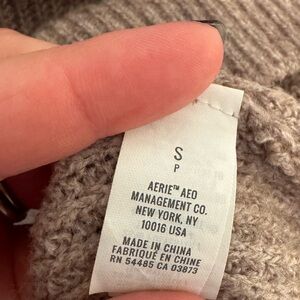 S
P
AERIE™ AEO
MANAGEMENT CO.
NEW YORK, NY
10016 USA
MADE IN CHINA
FABRIQUÉ EN CHINE
RN 54485 CA 03873